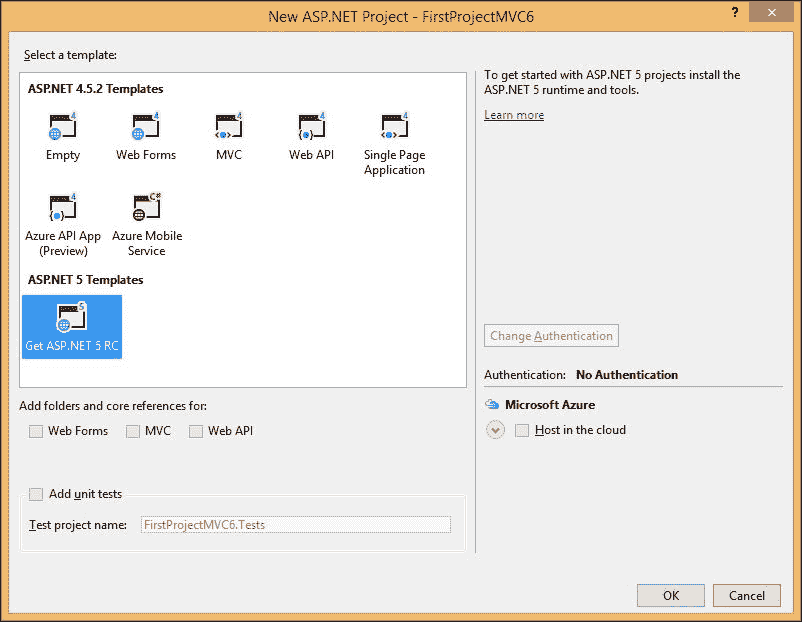 New ASP.NET Project - FirstProjectMVC6
?
Select a template:
ASP.NET 4.5.2 Templates
4 4 4 4 4
Empty Web Forms MVC Web API Single Page
Application
4 C#
Azure API App Azure Mobile
(Preview) Service
ASP.NET 5 Templates
5
Get ASP.NET 5 RC
Add folders and core references for:
Web Forms MVC Web API
Add unit tests
Test project name: FirstProjectMVC6.Tests
To get started with ASP.NET 5 projects install the
ASP.NET 5 runtime and tools.
Learn more
Change Authentication
Authentication: No Authentication
Microsoft Azure
Host in the cloud
OK Cancel